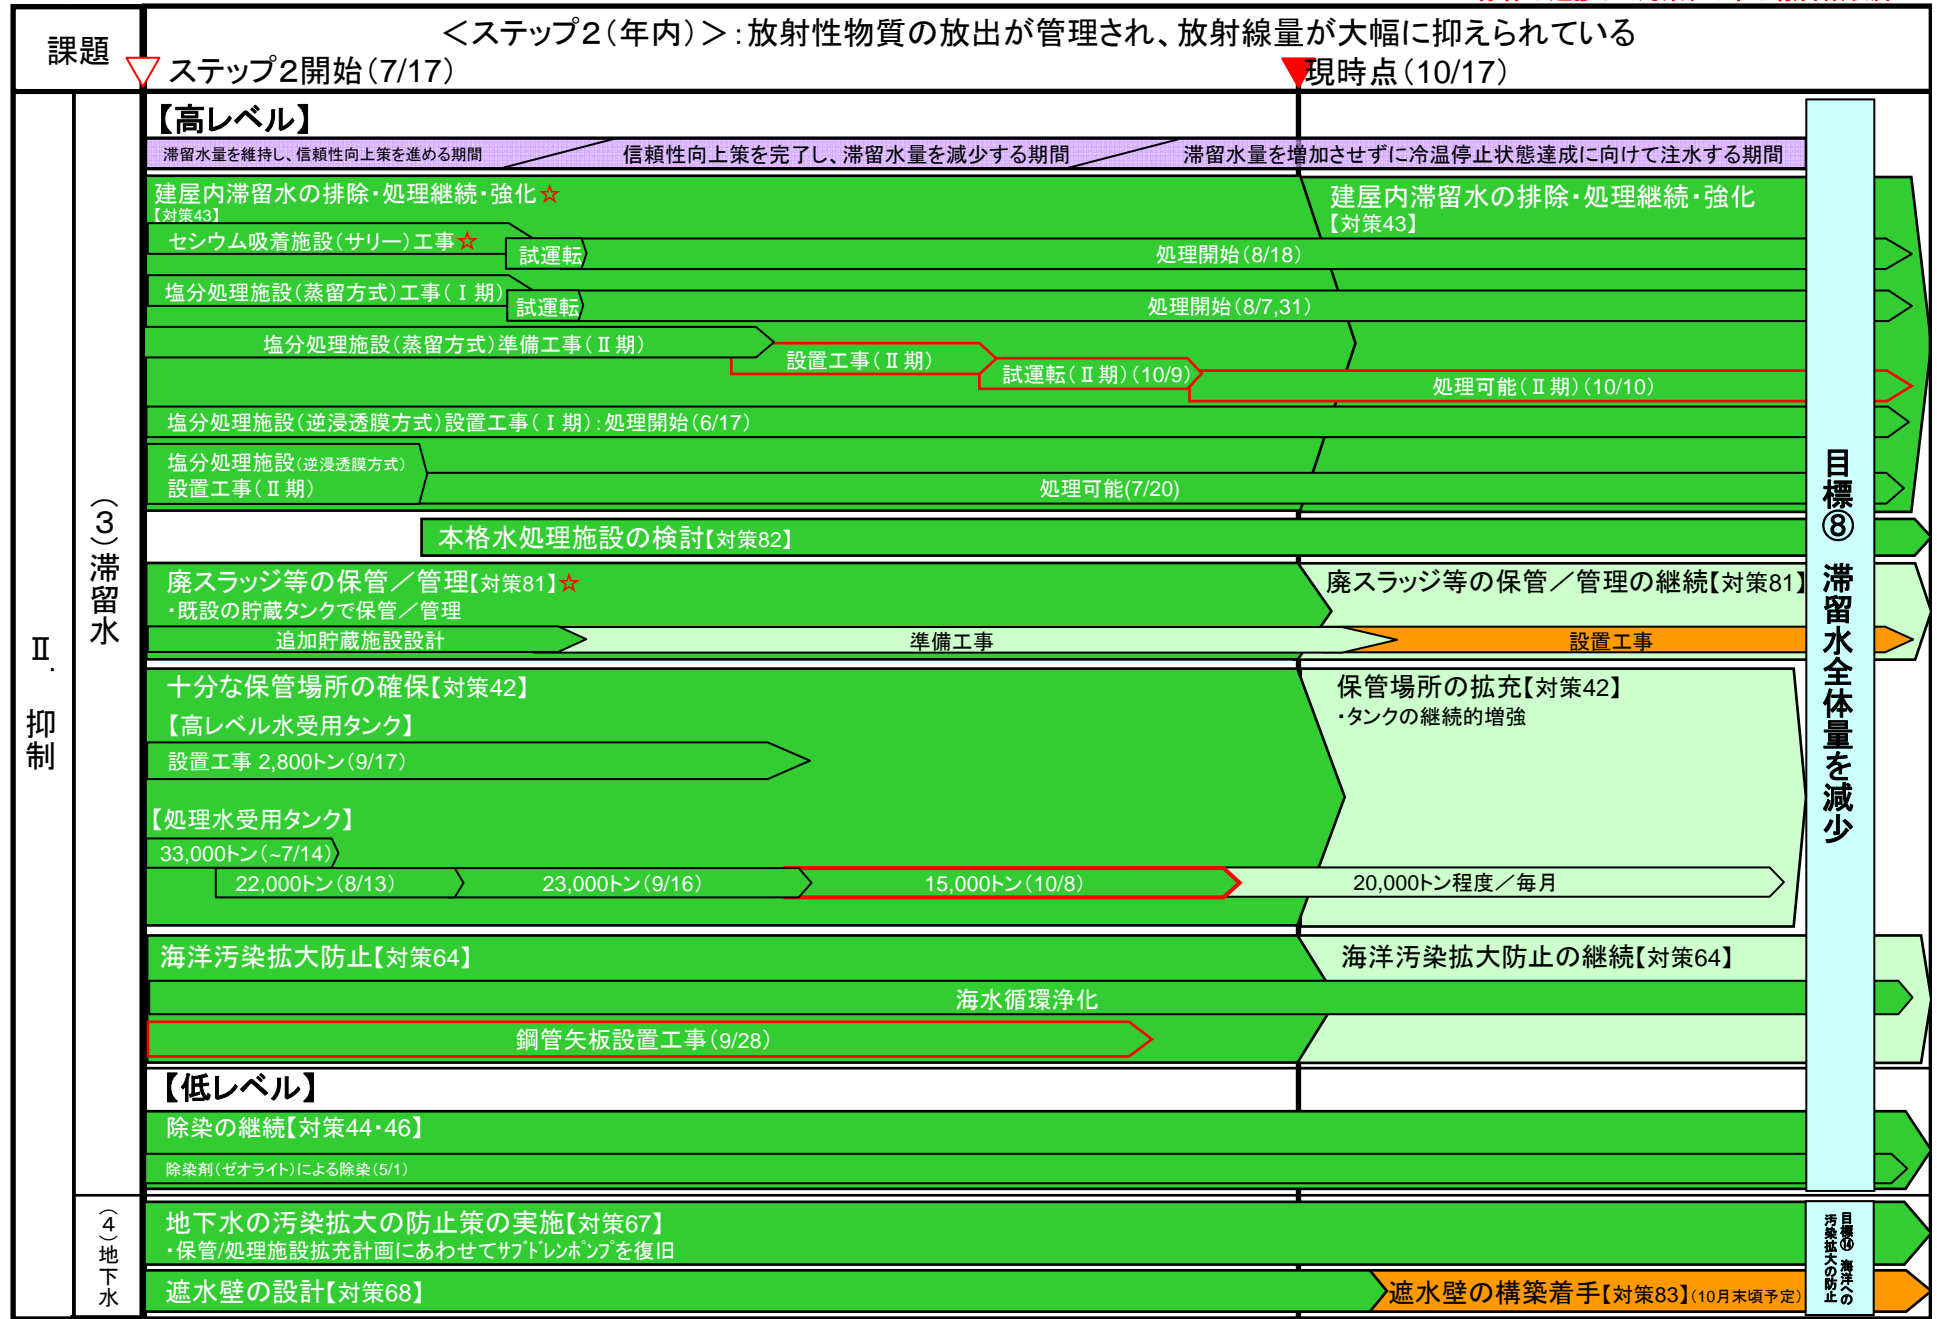 課題
＜ステップ２（年内）＞：放射性物質の放出が管理され、放射線量が大幅に抑えられている
ステップ２開始（7/17）
現時点（10/17）
Ⅱ．抑制
（３）滞留水
【高レベル】
滞留水量を維持し、信頼性向上策を進める期間
信頼性向上策を完了し、滞留水量を減少する期間
滞留水量を増加させずに冷温停止状態達成に向けて注水する期間
建屋内滞留水の排除・処理継続・強化☆
【対策43】
建屋内滞留水の排除・処理継続・強化
【対策43】
セシウム吸着施設（サリー）工事☆
試運転
処理開始（8/18）
塩分処理施設（蒸留方式）工事（Ⅰ期）
試運転
処理開始（8/7,31）
塩分処理施設（蒸留方式）準備工事（Ⅱ期）
設置工事（Ⅱ期）
試運転（Ⅱ期）（10/9）
処理可能（Ⅱ期）（10/10）
塩分処理施設（逆浸透膜方式）設置工事（Ⅰ期）：処理開始（6/17）
塩分処理施設（逆浸透膜方式）
設置工事（Ⅱ期）
処理可能(7/20)
本格水処理施設の検討【対策82】
廃スラッジ等の保管／管理【対策81】☆
・既設の貯蔵タンクで保管／管理
廃スラッジ等の保管／管理の継続【対策81】
追加貯蔵施設設計
準備工事
設置工事
十分な保管場所の確保【対策42】
保管場所の拡充【対策42】
・タンクの継続的増強
【高レベル水受用タンク】
設置工事 2,800トン（9/17）
【処理水受用タンク】
33,000トン（~7/14）
22,000トン（8/13）
23,000トン（9/16）
15,000トン（10/8）
20,000トン程度／毎月
海洋汚染拡大防止【対策64】
海洋汚染拡大防止の継続【対策64】
海水循環浄化
鋼管矢板設置工事（9/28）
【低レベル】
除染の継続【対策44・46】
除染剤（ゼオライト）による除染（5/1）
目標⑧　滞留水全体量を減少
（４）地下水
地下水の汚染拡大の防止策の実施【対策67】
・保管/処理施設拡充計画にあわせてサブドレンポンプを復旧
遮水壁の設計【対策68】
遮水壁の構築着手【対策83】（10月末頃予定）
目標⑭　海洋への
汚染拡大の防止